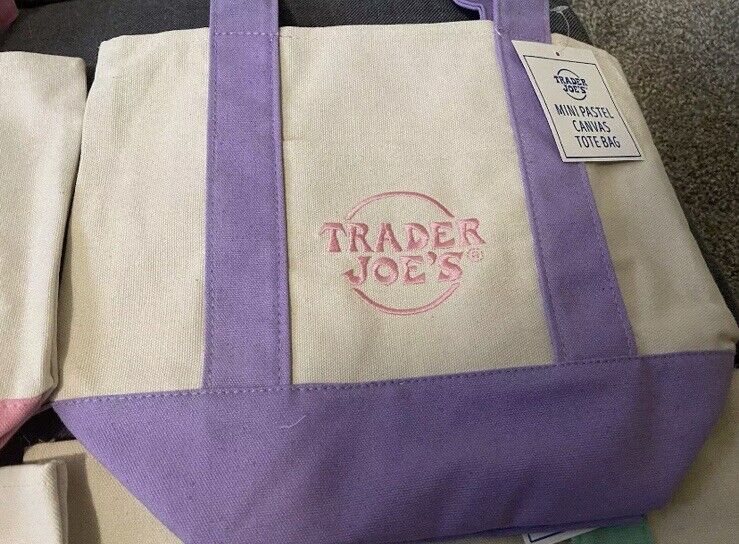 TRADER
JOE'S®
TRADER
JOE'S
MINI PASTEL
CANVAS
TOTE BAG